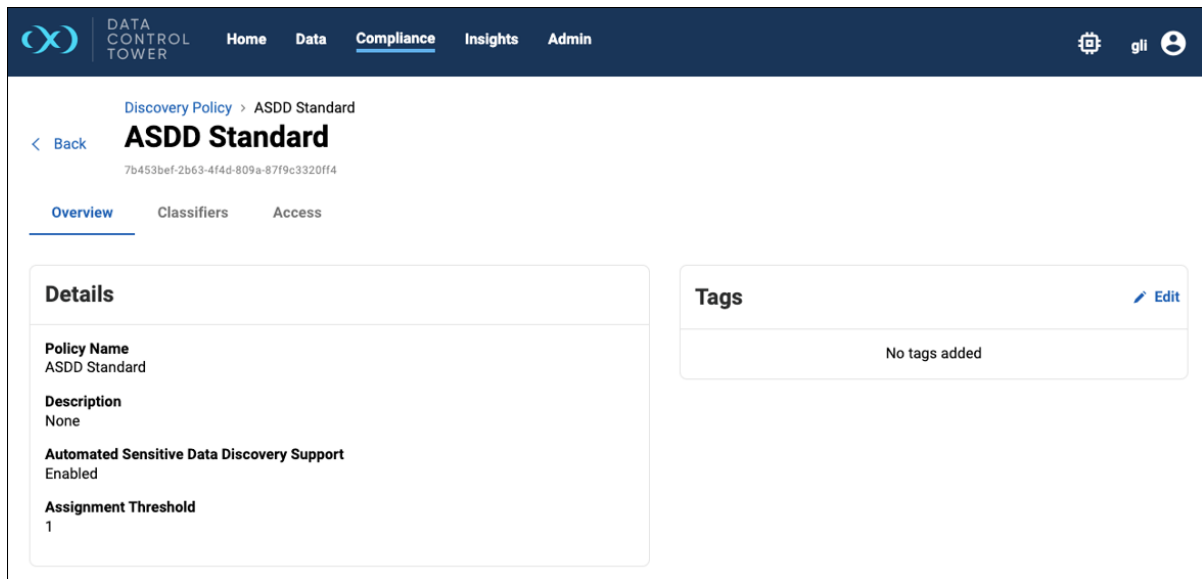 DATA
CONTROL
TOWER
Home Data Compliance Insights Admin gli
Discovery Policy > ASDD Standard
Back ASDD Standard
7b453bef-2b63-4f4d-809a-87f9c3320ff4
Overview Classifiers Access
Details
Policy Name
ASDD Standard
Description
None
Automated Sensitive Data Discovery Support
Enabled
Assignment Threshold
1
Tags Edit
No tags added